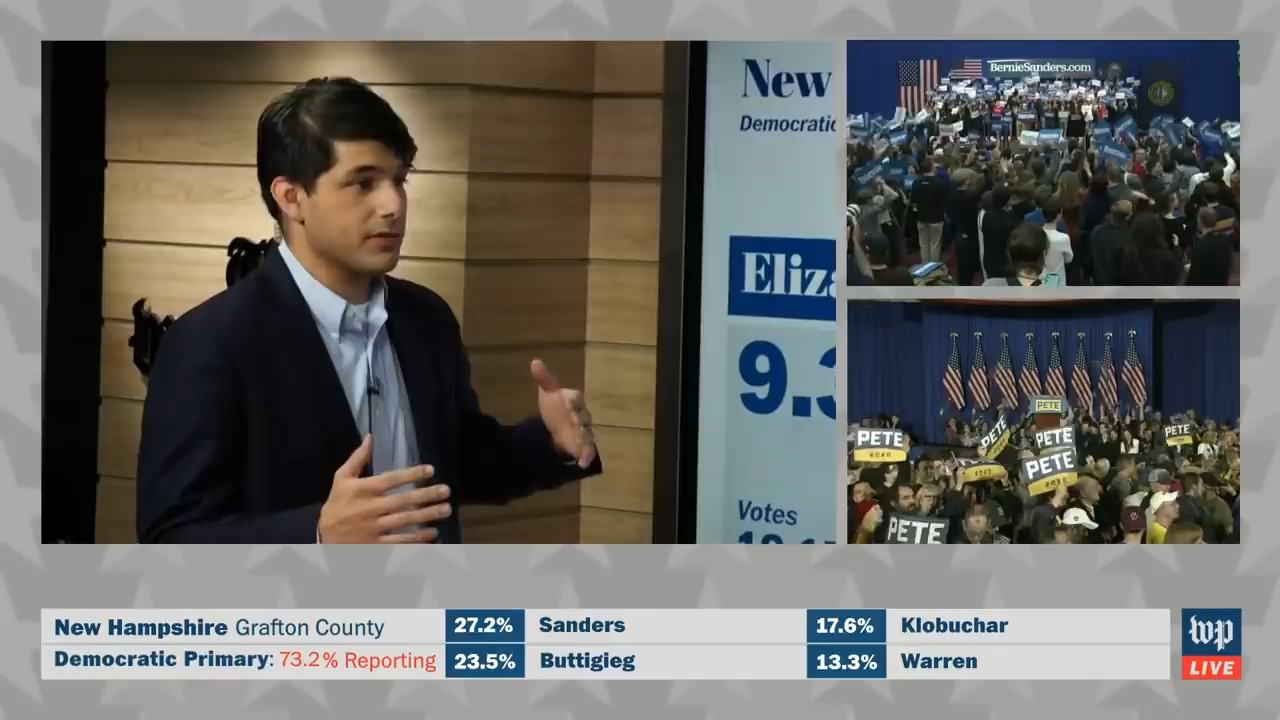 New
Democratic
Eliza
9.3
Votes
BernieSanders.com
PETE
PETE
PETE
PETE
PETE
PETE
PETE
New Hampshire Grafton County
Democratic Primary: 73.2% Reporting
27.2% Sanders
23.5% Buttigieg
17.6% Klobuchar
13.3% Warren
wp
LIVE